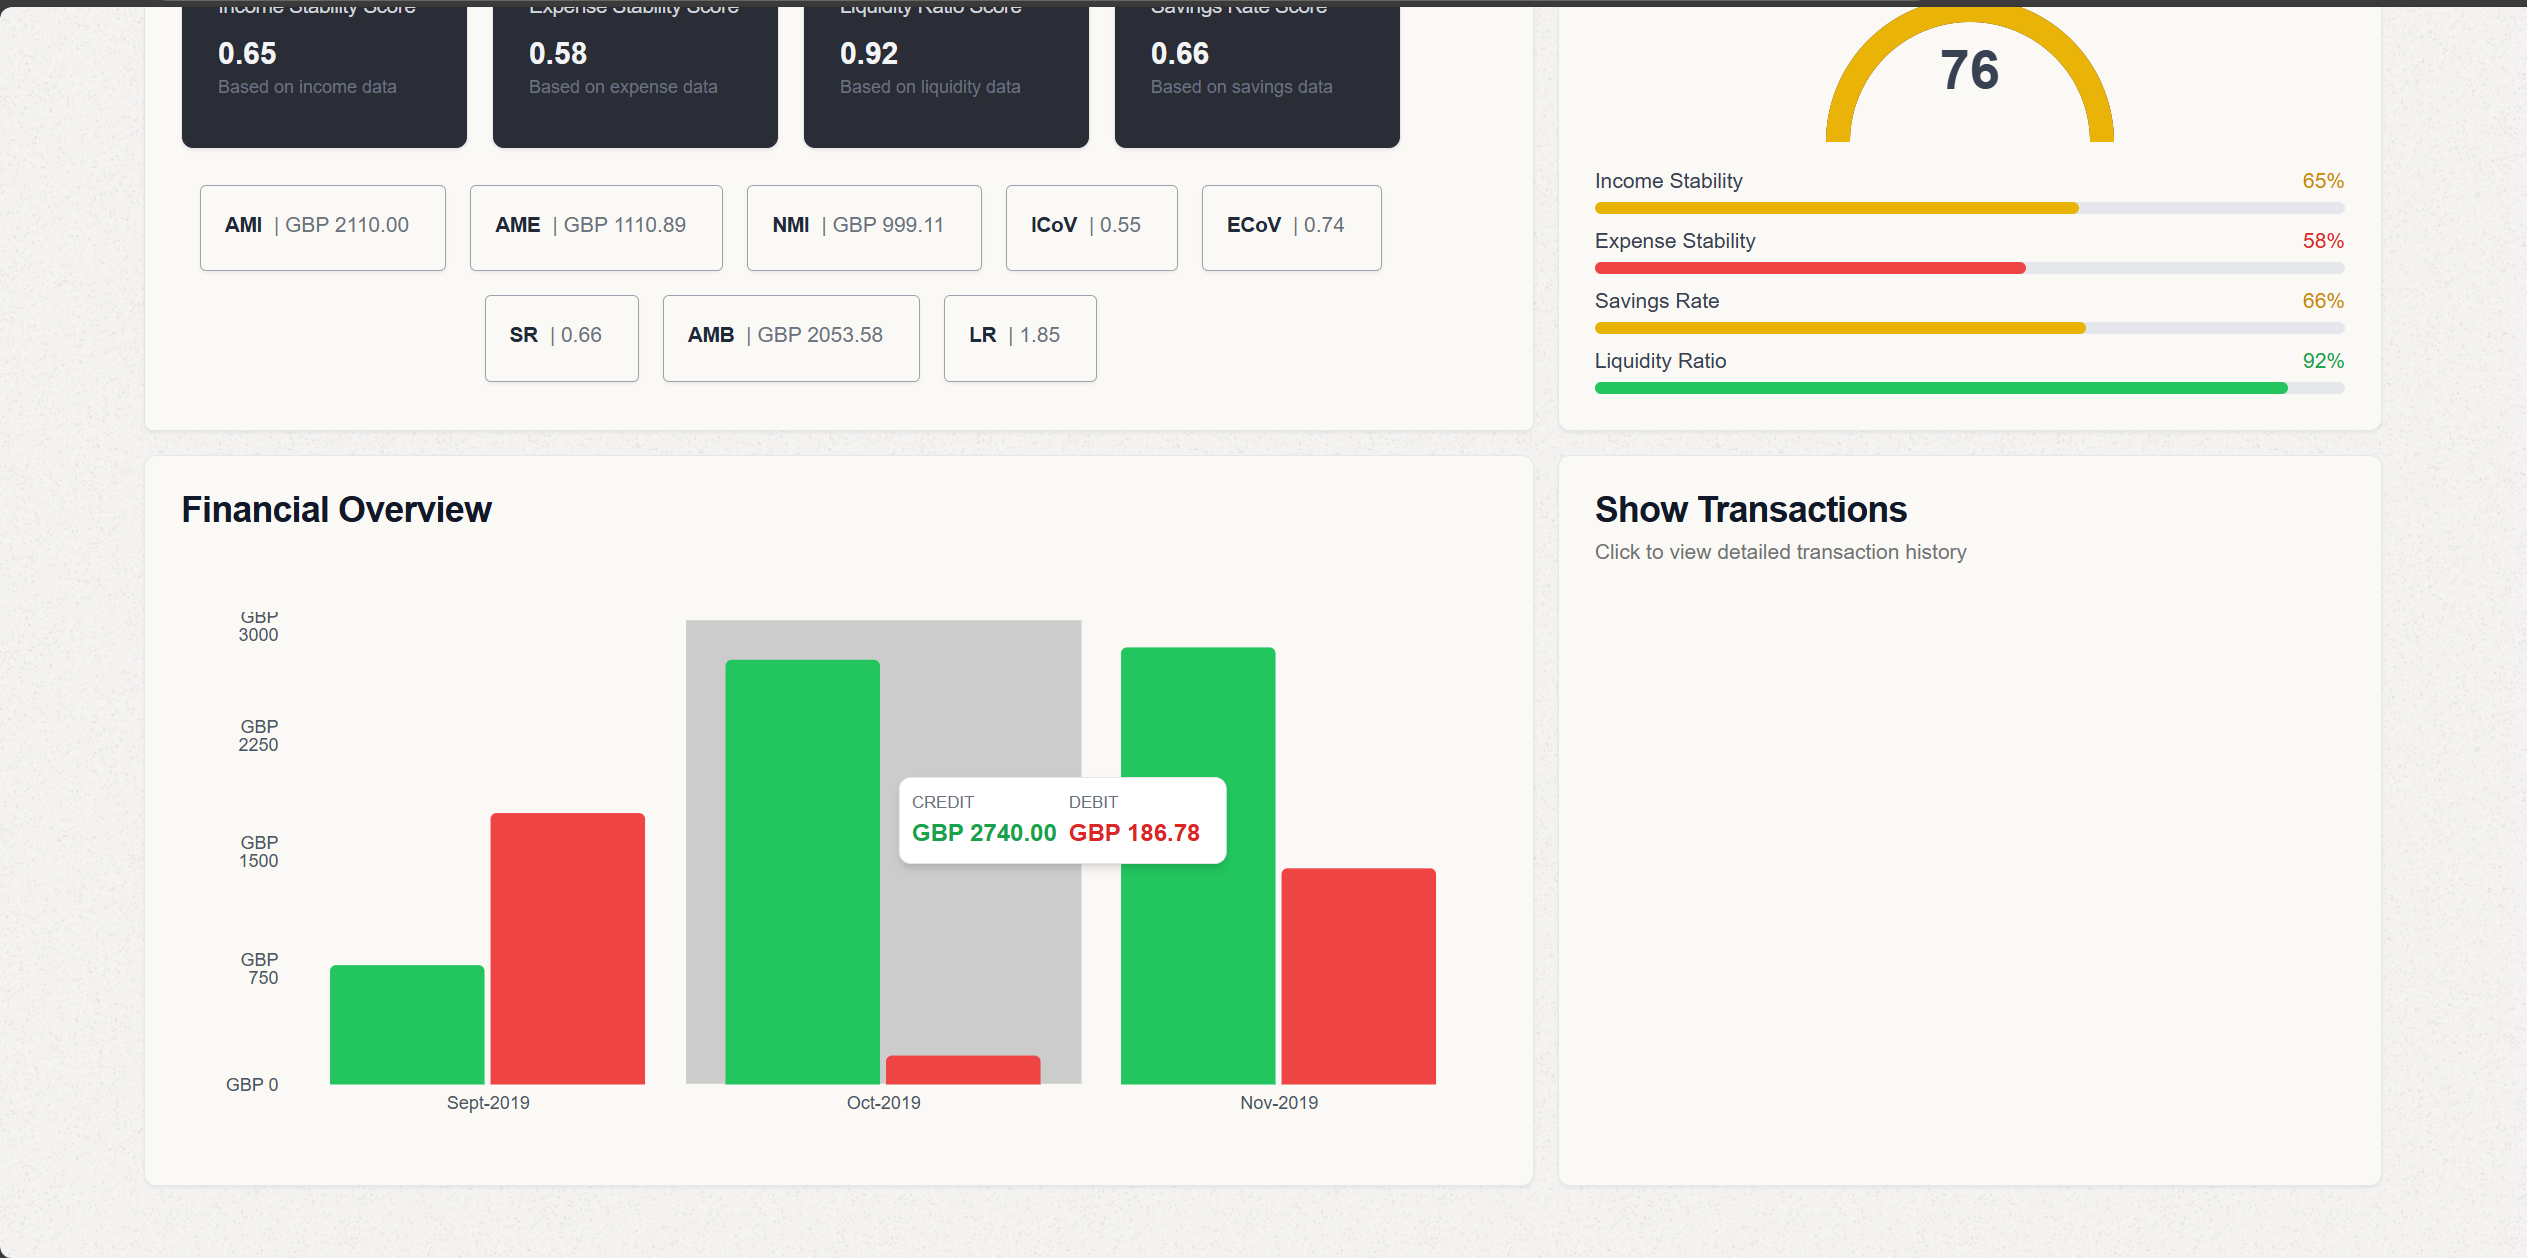 Income Stability Score
0.65
Based on income data
Expense Stability Score
0.58
Based on expense data
Liquidity Ratio Score
0.92
Based on liquidity data
Savings Rate Score
0.66
Based on savings data
AMI | GBP 2110.00
AME | GBP 1110.89
NMI | GBP 999.11
ICoV | 0.55
ECoV | 0.74
SR | 0.66
AMB | GBP 2053.58
LR | 1.85
76
Income Stability 65%
Expense Stability 58%
Savings Rate 66%
Liquidity Ratio 92%
Financial Overview
GBP
3000
GBP
2250
GBP
1500
GBP
750
GBP 0
CREDIT DEBIT
GBP 2740.00 GBP 186.78
Sept-2019 Oct-2019 Nov-2019
Show Transactions
Click to view detailed transaction history